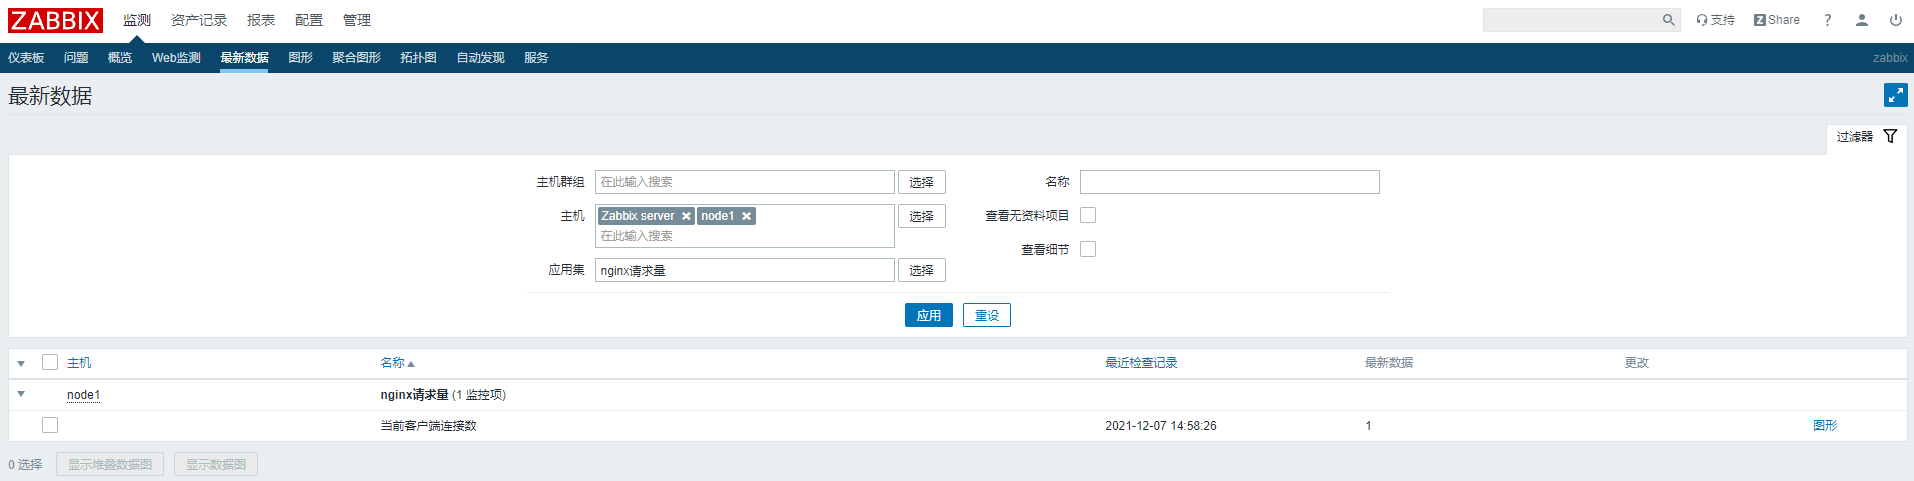 ZABBIX 监测 资产记录 报表 配置 管理 支持 Z Share ?
仪表板 问题 概览 Web监测 最新数据 图形 聚合图形 拓扑图 自动发现 服务 zabbix
最新数据
过滤器
主机群组 在此输入搜索 选择 名称
主机 Zabbix server node1 选择 查看无资料项目
在此输入搜索
查看细节
应用集 nginx请求量 选择
应用 重设
主机 名称 最近检查记录 最新数据 更改
node1 nginx请求量 (1 监控项)
当前客户端连接数 2021-12-07 14:58:26 1 图形
0 选择 显示堆叠数据图 显示数据图